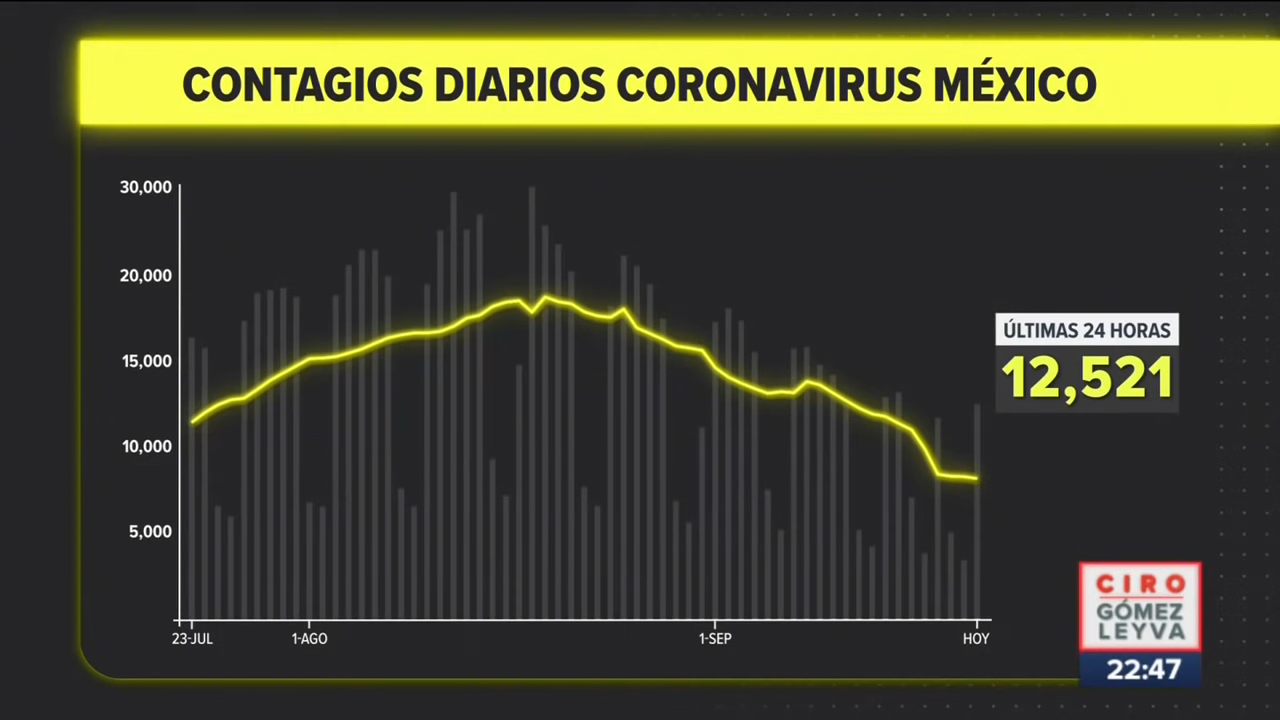 CONTAGIOS DIARIOS CORONAVIRUS MÉXICO
30,000
20,000
15,000
10,000
5,000
23-JUL
1-AGO
1-SEP
HOY
ÚLTIMAS 24 HORAS
12,521
CIRO
GÓMEZ
LEYVA
22:47